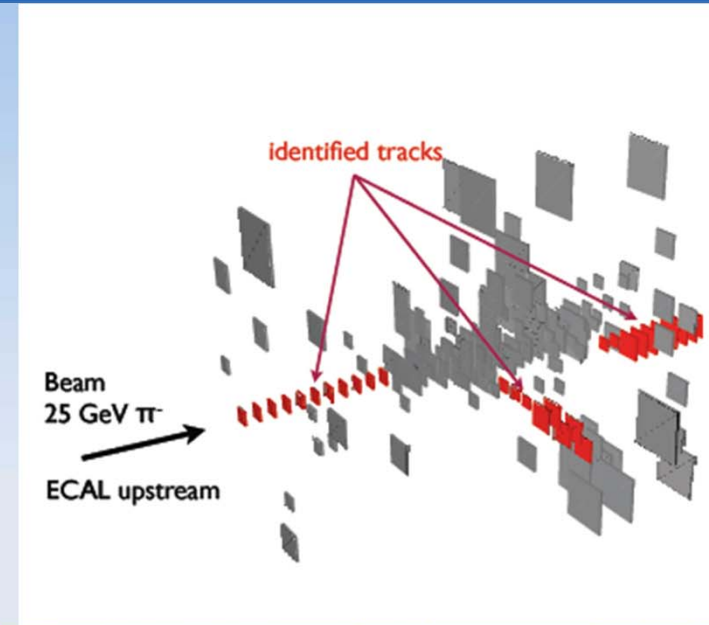 identified tracks
Beam
25 GeV π⁻
ECAL upstream